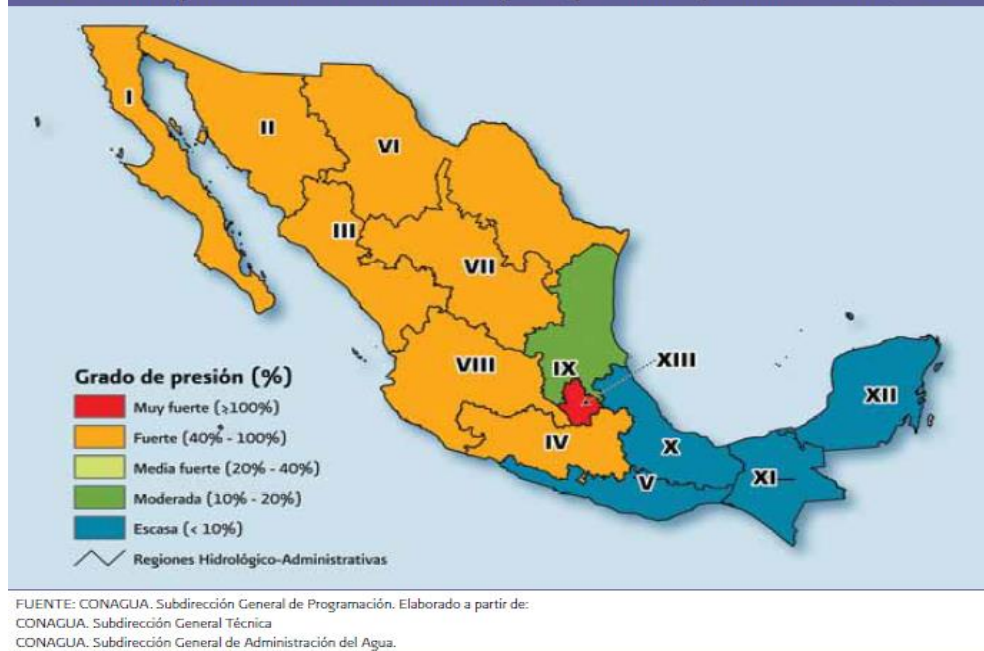 I
II
VI
III
VII
VIII
IX
XIII
IV
X
V
XI
XII
Grado de presión (%)
Muy fuerte (≥100%)
Fuerte (40% - 100%)
Media fuerte (20% - 40%)
Moderada (10% - 20%)
Escasa (< 10%)
Regiones Hidrológico-Administrativas
FUENTE: CONAGUA. Subdirección General de Programación. Elaborado a partir de:
CONAGUA. Subdirección General Técnica
CONAGUA. Subdirección General de Administración del Agua.